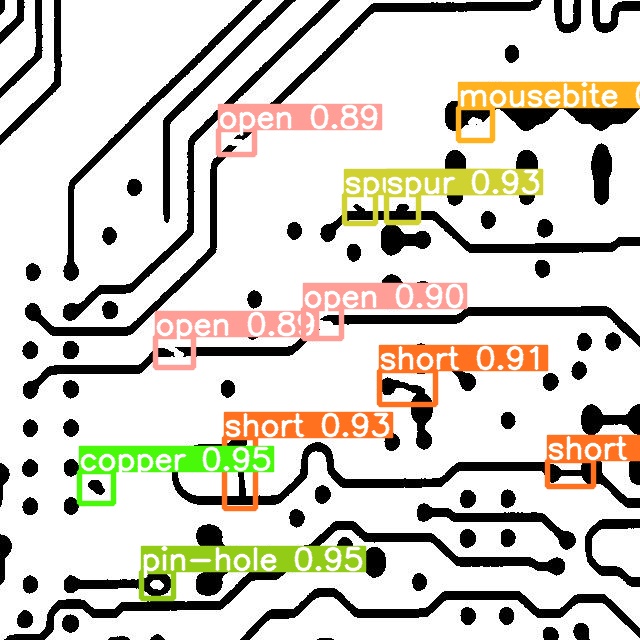 mousebite
open 0.89
spur 0.93
open 0.90
open 0.89
short 0.91
short 0.93
short
copper 0.95
pin-hole 0.95